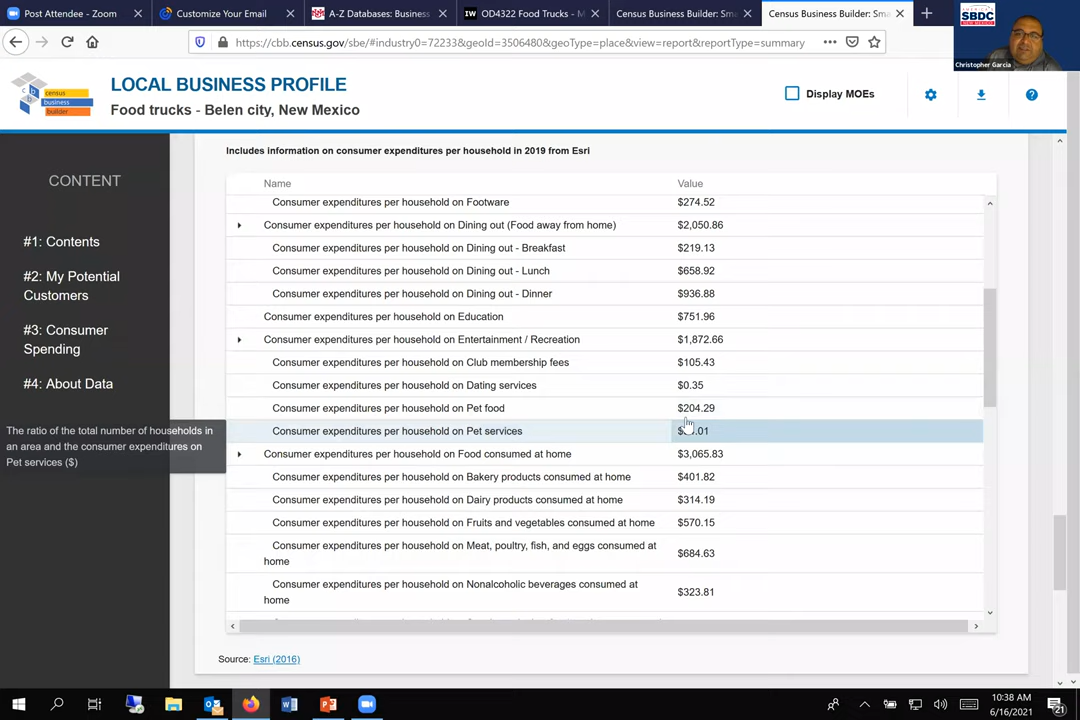 Post Attendee - Zoom
Customize Your Email
A-Z Databases: Business
OD4322 Food Trucks - M
Census Business Builder: Sma
Census Business Builder: Sma
https://cbb.census.gov/sbe/#industry0=72233&geoId=3506480&geoType=place&view=report&reportType=summary
SBDC
Christopher Garcia
census
business
builder
LOCAL BUSINESS PROFILE
Food trucks - Belen city, New Mexico
Display MOEs
CONTENT
#1: Contents
#2: My Potential
Customers
#3: Consumer
Spending
#4: About Data
The ratio of the total number of households in
an area and the consumer expenditures on
Pet services ($)
Includes information on consumer expenditures per household in 2019 from Esri
Name Value
Consumer expenditures per household on Footware $274.52
Consumer expenditures per household on Dining out (Food away from home) $2,050.86
Consumer expenditures per household on Dining out - Breakfast $219.13
Consumer expenditures per household on Dining out - Lunch $658.92
Consumer expenditures per household on Dining out - Dinner $936.88
Consumer expenditures per household on Education $751.96
Consumer expenditures per household on Entertainment / Recreation $1,872.66
Consumer expenditures per household on Club membership fees $105.43
Consumer expenditures per household on Dating services $0.35
Consumer expenditures per household on Pet food $204.29
Consumer expenditures per household on Pet services
Consumer expenditures per household on Food consumed at home $3,065.83
Consumer expenditures per household on Bakery products consumed at home $401.82
Consumer expenditures per household on Dairy products consumed at home $314.19
Consumer expenditures per household on Fruits and vegetables consumed at home $570.15
Consumer expenditures per household on Meat, poultry, fish, and eggs consumed at
home $684.63
Consumer expenditures per household on Nonalcoholic beverages consumed at
home $323.81
Source: Esri (2016)
10:38 AM
6/16/2021
21